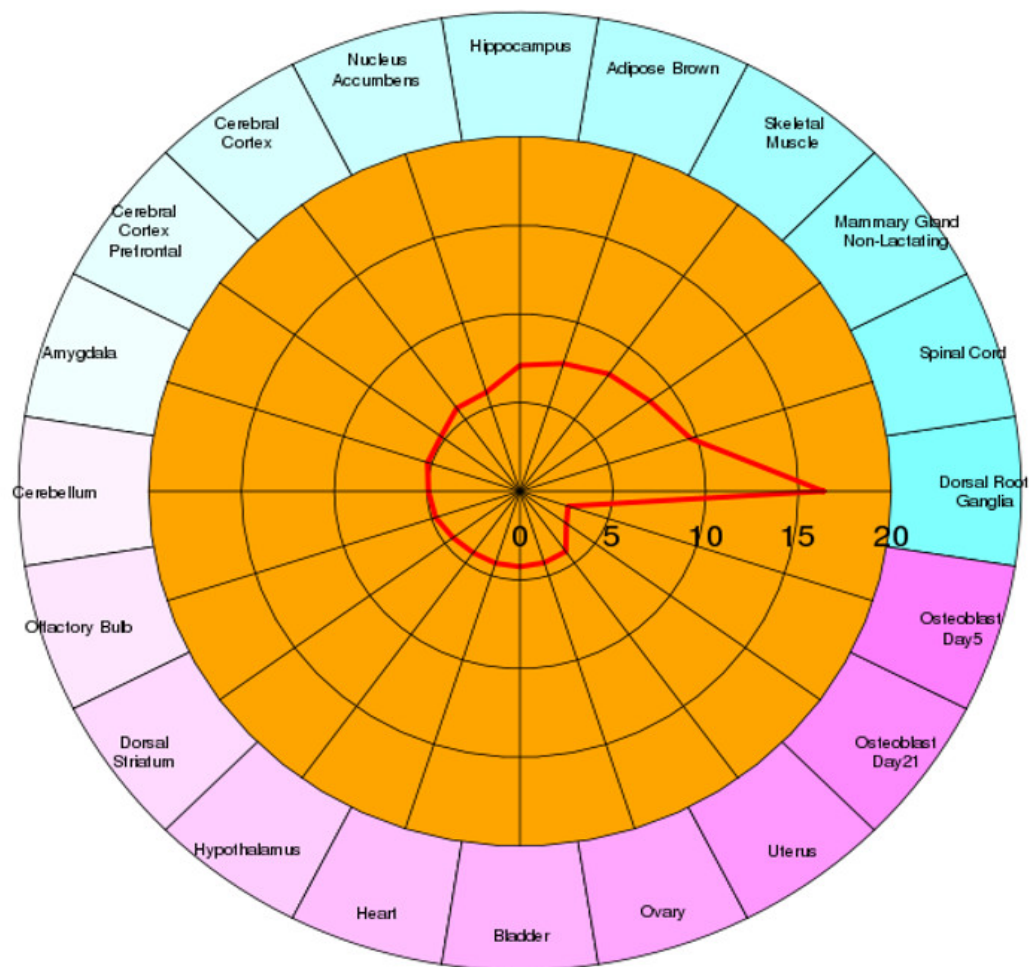 Hippocampus
Adipose Brown
Skeletal
Muscle
Mammary Gland
Non-Lactating
Spinal Cord
Dorsal Root
Ganglia
Osteoblast
Day5
Osteoblast
Day21
Uterus
Ovary
Bladder
Heart
Hypothalamus
Dorsal
Striatum
Olfactory Bulb
Cerebellum
Amygdala
Cerebral
Cortex
Prefrontal
Cerebral
Cortex
Nucleus
Accumbens
0 5 10 15 20